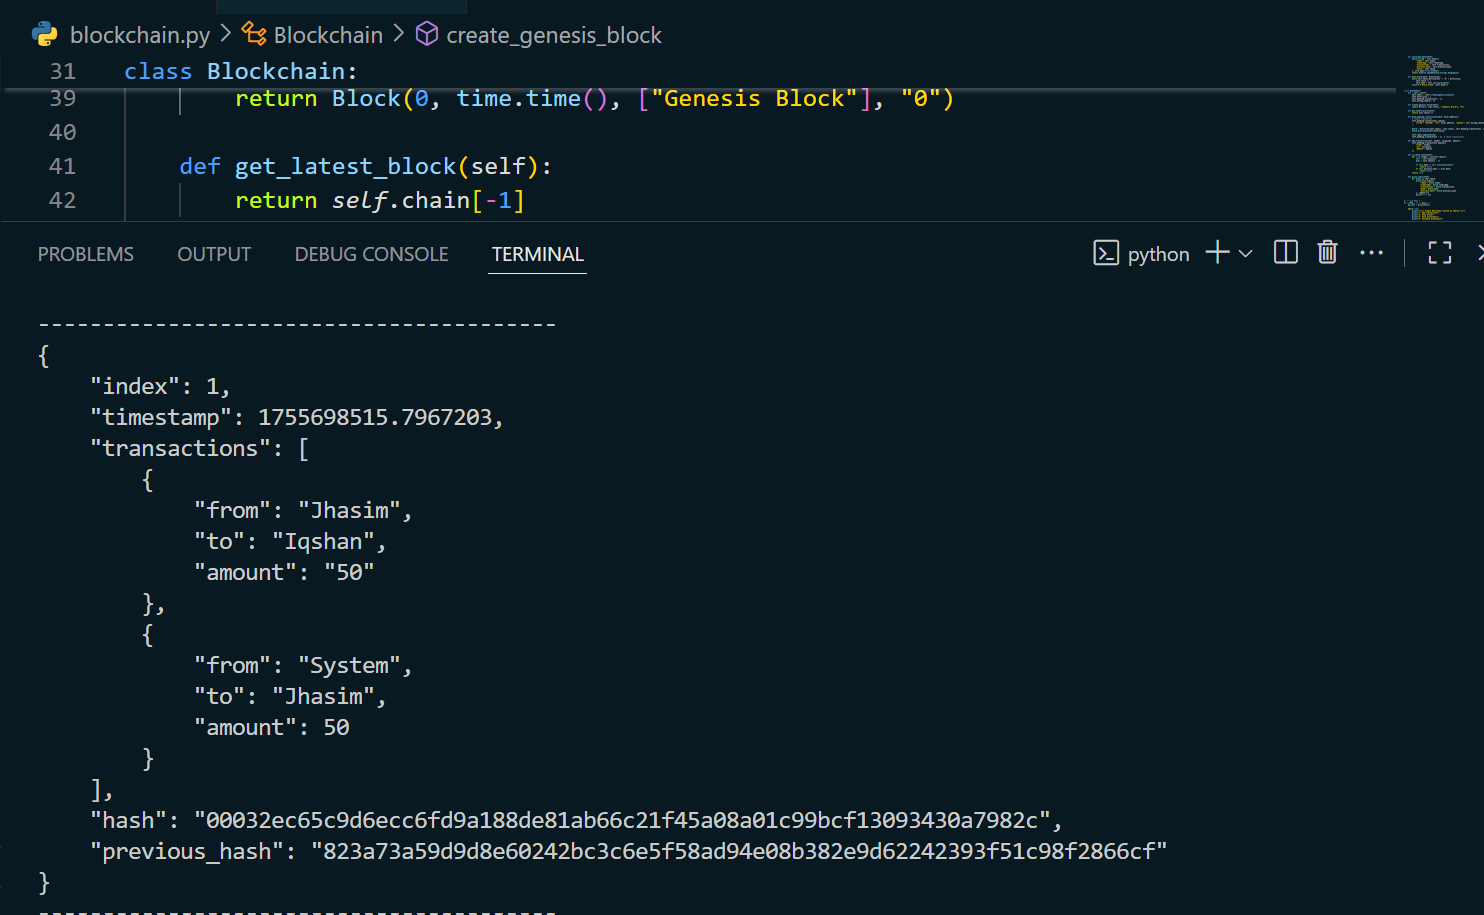 blockchain.py > Blockchain > create_genesis_block
31 class Blockchain:
39 return Block(0, time.time(), ["Genesis Block"], "0")
40
41 def get_latest_block(self):
42 return self.chain[-1]
PROBLEMS OUTPUT DEBUG CONSOLE TERMINAL python
----------------------------------------
{
    "index": 1,
    "timestamp": 1755698515.7967203,
    "transactions": [
        {
            "from": "Jhasim",
            "to": "Iqshan",
            "amount": "50"
        },
        {
            "from": "System",
            "to": "Jhasim",
            "amount": 50
        }
    ],
    "hash": "00032ec65c9d6ecc6fd9a188de81ab66c21f45a08a01c99bcf13093430a7982c",
    "previous_hash": "823a73a59d9d8e60242bc3c6e5f58ad94e08b382e9d62242393f51c98f2866cf"
}
----------------------------------------